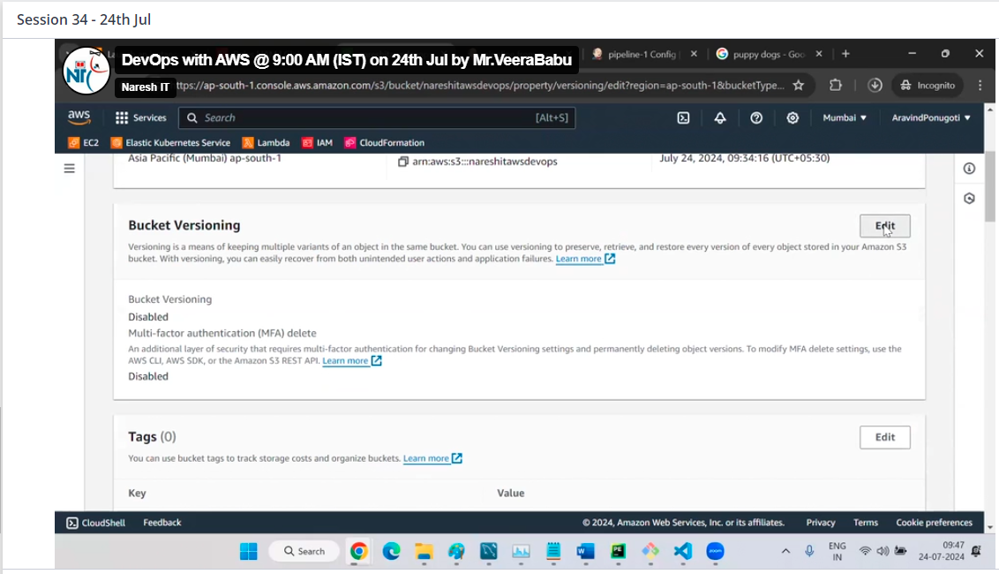 Session 34 - 24th Jul
DevOps with AWS @ 9:00 AM (IST) on 24th Jul by Mr.VeeraBabu
pipeline-1 Config
puppy dogs - Goo
NIT
Naresh IT
ttps://ap-south-1.console.aws.amazon.com/s3/bucket/nareshitawsdevops/property/versioning/edit?region=ap-south-1&bucketType...
Incognito
aws
Services
Search
[Alt+S]
Mumbai
AravindPonugoti
EC2
Elastic Kubernetes Service
Lambda
IAM
CloudFormation
Asia Pacific (Mumbai) ap-south-1
arn:aws:s3:::nareshitawsdevops
July 24, 2024, 09:34:16 (UTC+05:30)
Bucket Versioning
Edit
Versioning is a means of keeping multiple variants of an object in the same bucket. You can use versioning to preserve, retrieve, and restore every version of every object stored in your Amazon S3
bucket. With versioning, you can easily recover from both unintended user actions and application failures. Learn more
Bucket Versioning
Disabled
Multi-factor authentication (MFA) delete
An additional layer of security that requires multi-factor authentication for changing Bucket Versioning settings and permanently deleting object versions. To modify MFA delete settings, use the
AWS CLI, AWS SDK, or the Amazon S3 REST API. Learn more
Disabled
Tags (0)
Edit
You can use bucket tags to track storage costs and organize buckets. Learn more
Key
Value
CloudShell
Feedback
© 2024, Amazon Web Services, Inc. or its affiliates.
Privacy
Terms
Cookie preferences
Search
zoom
ENG
IN
09:47
24-07-2024